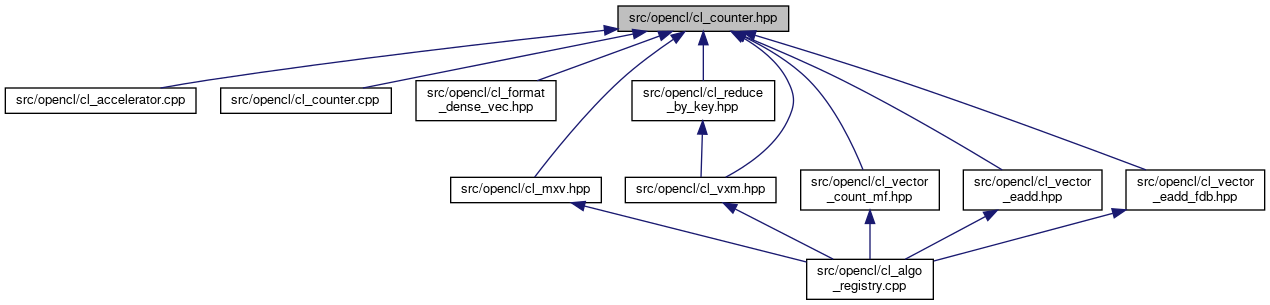 src/opencl/cl_counter.hpp
src/opencl/cl_accelerator.cpp
src/opencl/cl_counter.cpp
src/opencl/cl_format
_dense_vec.hpp
src/opencl/cl_reduce
_by_key.hpp
src/opencl/cl_mxv.hpp
src/opencl/cl_vxm.hpp
src/opencl/cl_vector
_count_mf.hpp
src/opencl/cl_vector
_eadd.hpp
src/opencl/cl_vector
_eadd_fdb.hpp
src/opencl/cl_algo
_registry.cpp